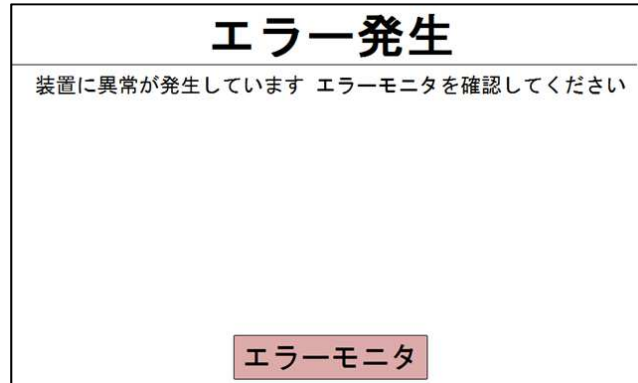 エラー発生
装置に異常が発生しています エラーモニタを確認してください
エラーモニタ